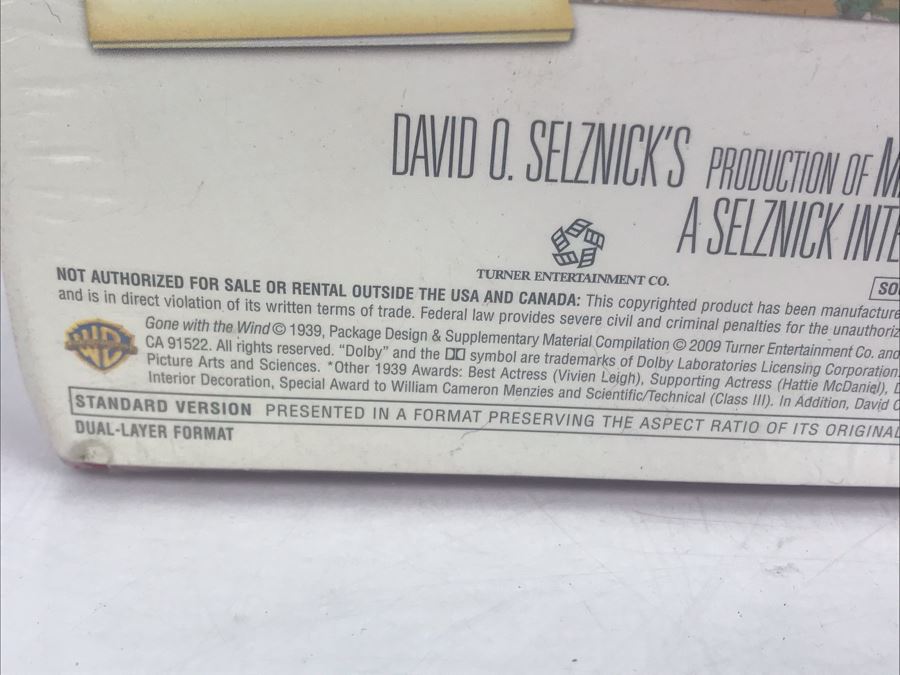 DAVID O. SELZNICK'S PRODUCTION OF
A SELZNICK
TURNER ENTERTAINMENT CO.
NOT AUTHORIZED FOR SALE OR RENTAL OUTSIDE THE USA AND CANADA: This copyrighted product has been
and is in direct violation of its written terms of trade. Federal law provides severe civil and criminal penalties for the
WB
Gone with the Wind © 1939, Package Design & Supplementary Material Compilation © 2009 Turner Entertainment Co. and
CA 91522. All rights reserved. “Dolby” and the DD symbol are trademarks of Dolby Laboratories Licensing Corporation.
Picture Arts and Sciences. *Other 1939 Awards: Best Actress (Vivien Leigh), Supporting Actress (Hattie McDaniel),
Interior Decoration, Special Award to William Cameron Menzies and Scientific/Technical (Class III). In Addition, David
STANDARD VERSION PRESENTED IN A FORMAT PRESERVING THE ASPECT RATIO OF ITS
DUAL-LAYER FORMAT